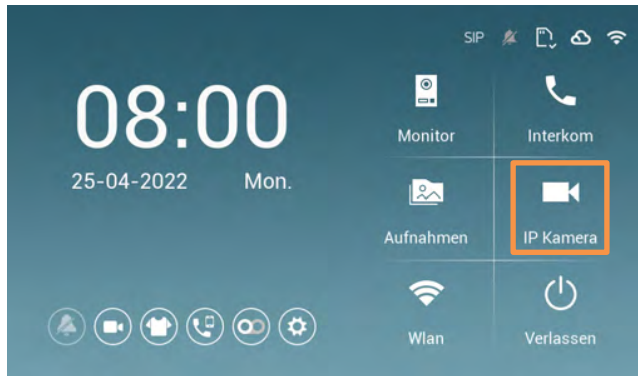 SIP
08:00
25-04-2022 Mon.
Monitor Interkom
Aufnahmen IP Kamera
Wlan Verlassen